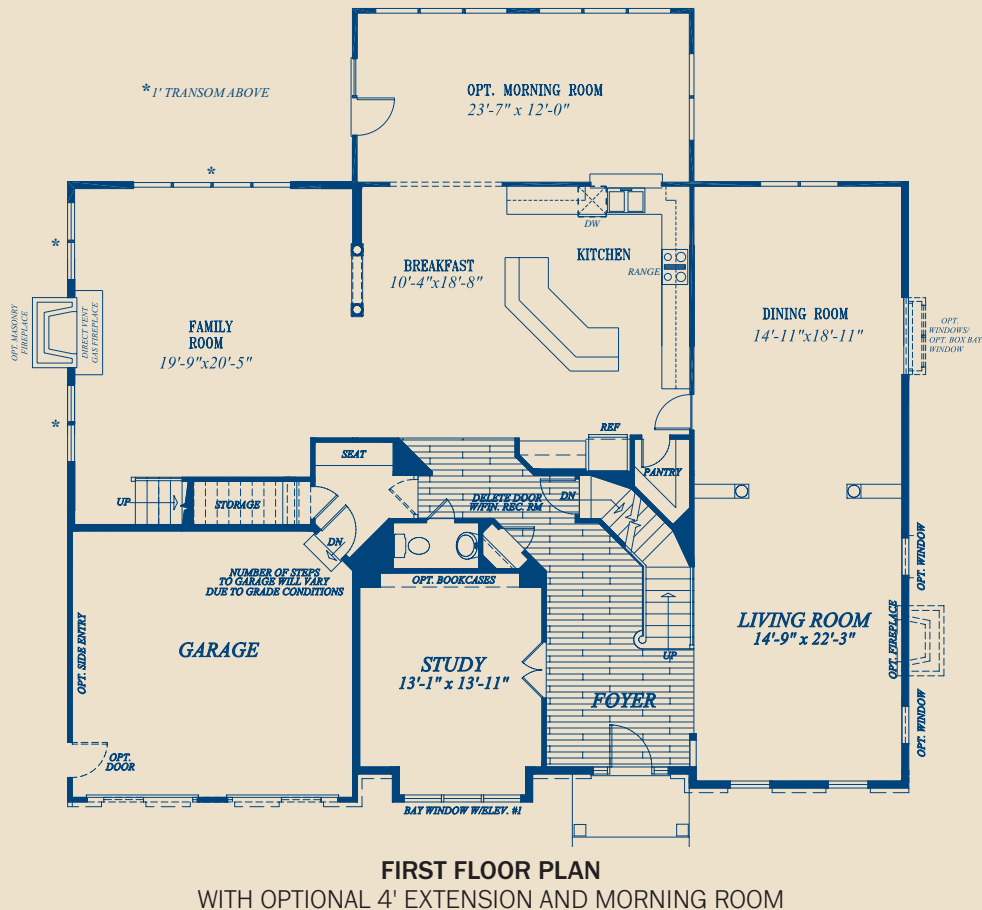 *1' TRANSOM ABOVE
OPT. MORNING ROOM
23'-7" x 12'-0"
*
*
*
DW
KITCHEN
RANGE
BREAKFAST
10'-4"x18'-8"
OPT. MASONRY
FIREPLACE
DIRECT VENT
GAS FIREPLACE
FAMILY
ROOM
19'-9"x20'-5"
DINING ROOM
14'-11"x18'-11"
OPT.
WINDOWS/
OPT. BOX BAY
WINDOW
REF
SEAT
PANTRY
UP
STORAGE
DELETE DOOR
W/FIN. REC. RM
DN
DN
NUMBER OF STEPS
TO GARAGE WILL VARY
DUE TO GRADE CONDITIONS
OPT. BOOKCASES
OPT. WINDOW
OPT. SIDE ENTRY
GARAGE
STUDY
13'-1" x 13'-11"
UP
LIVING ROOM
14'-9" x 22'-3"
OPT. FIREPLACE
FOYER
OPT. WINDOW
OPT.
DOOR
BAY WINDOW W/ELEV. #1
FIRST FLOOR PLAN
WITH OPTIONAL 4' EXTENSION AND MORNING ROOM